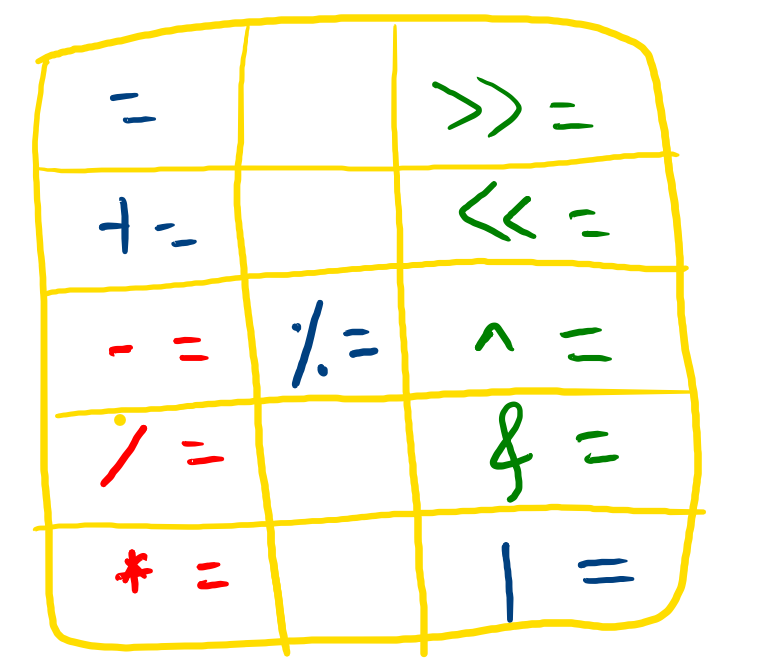 = >> =
+ = << =
- = % = ^ =
/ = & =
* = | =